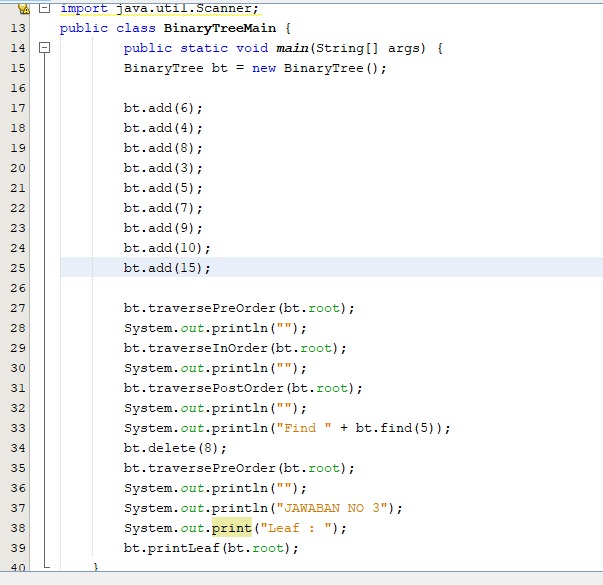 import java.util.Scanner;
13 public class BinaryTreeMain {
14 public static void main(String[] args) {
15 BinaryTree bt = new BinaryTree();
16
17 bt.add(6);
18 bt.add(4);
19 bt.add(8);
20 bt.add(3);
21 bt.add(5);
22 bt.add(7);
23 bt.add(9);
24 bt.add(10);
25 bt.add(15);
26
27 bt.traversePreOrder(bt.root);
28 System.out.println("");
29 bt.traverseInOrder(bt.root);
30 System.out.println("");
31 bt.traversePostOrder(bt.root);
32 System.out.println("");
33 System.out.println("Find " + bt.find(5));
34 bt.delete(8);
35 bt.traversePreOrder(bt.root);
36 System.out.println("");
37 System.out.println("JAWABAN NO 3");
38 System.out.print("Leaf : ");
39 bt.printLeaf(bt.root);
40 }